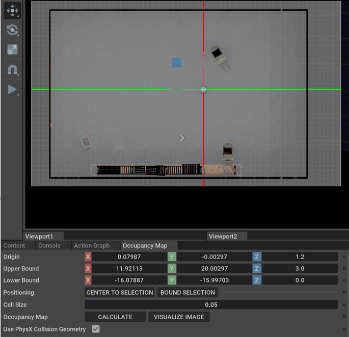 Viewport1 Viewport2
Content Console Action Graph Occupancy Map
Origin X 0.07987 Y -0.00297 Z 1.2
Upper Bound X 11.92113 Y 20.00297 Z 3.0
Lower Bound X -16.07887 Y -15.99703 Z 0.0
Positioning CENTER TO SELECTION BOUND SELECTION
Cell Size 0.05
Occupancy Map CALCULATE VISUALIZE IMAGE
Use PhysX Collision Geometry